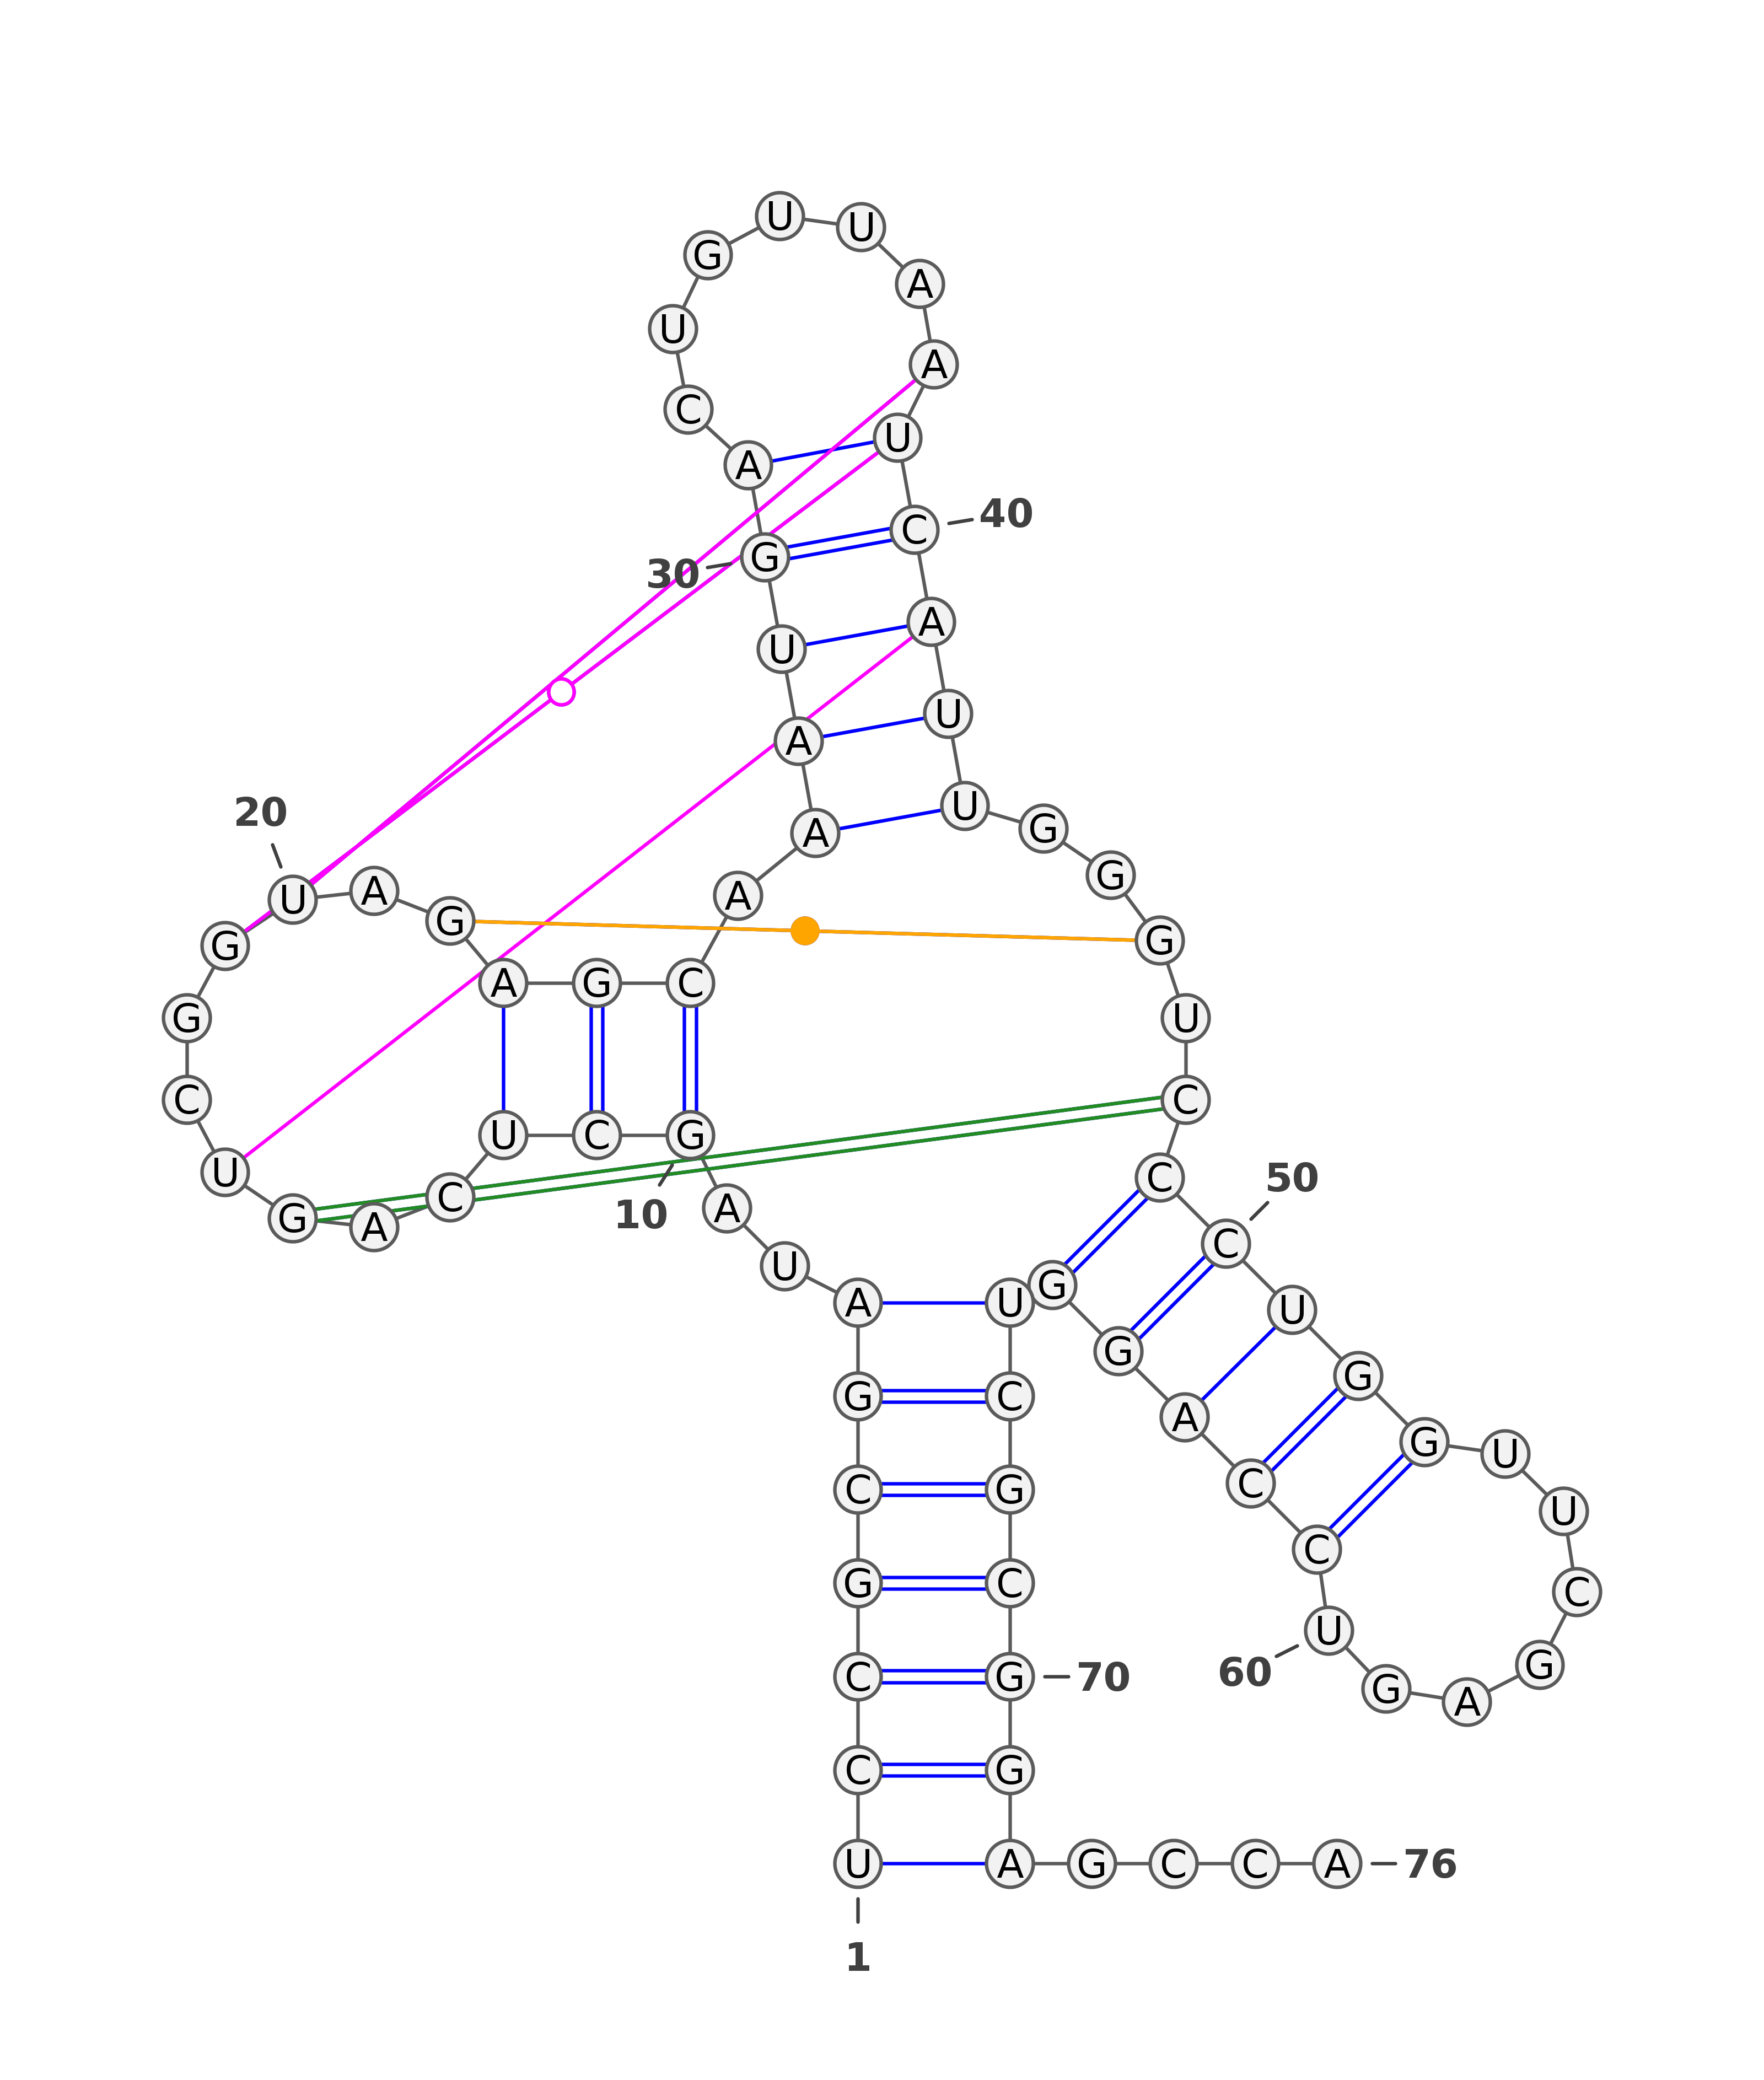 U U
G A
U A
C U
A
C 40
30 G
A
U
U
A
U
A
20 G
A G
U A
G
G G
A G C
G U
C C
U C
U C G 50
C 10 A C
G A
U G U
A U G
G
G C A G
C G G U
C U
G C C
C
U G
60
C G 70 G A
C G
U A G C C A 76
1